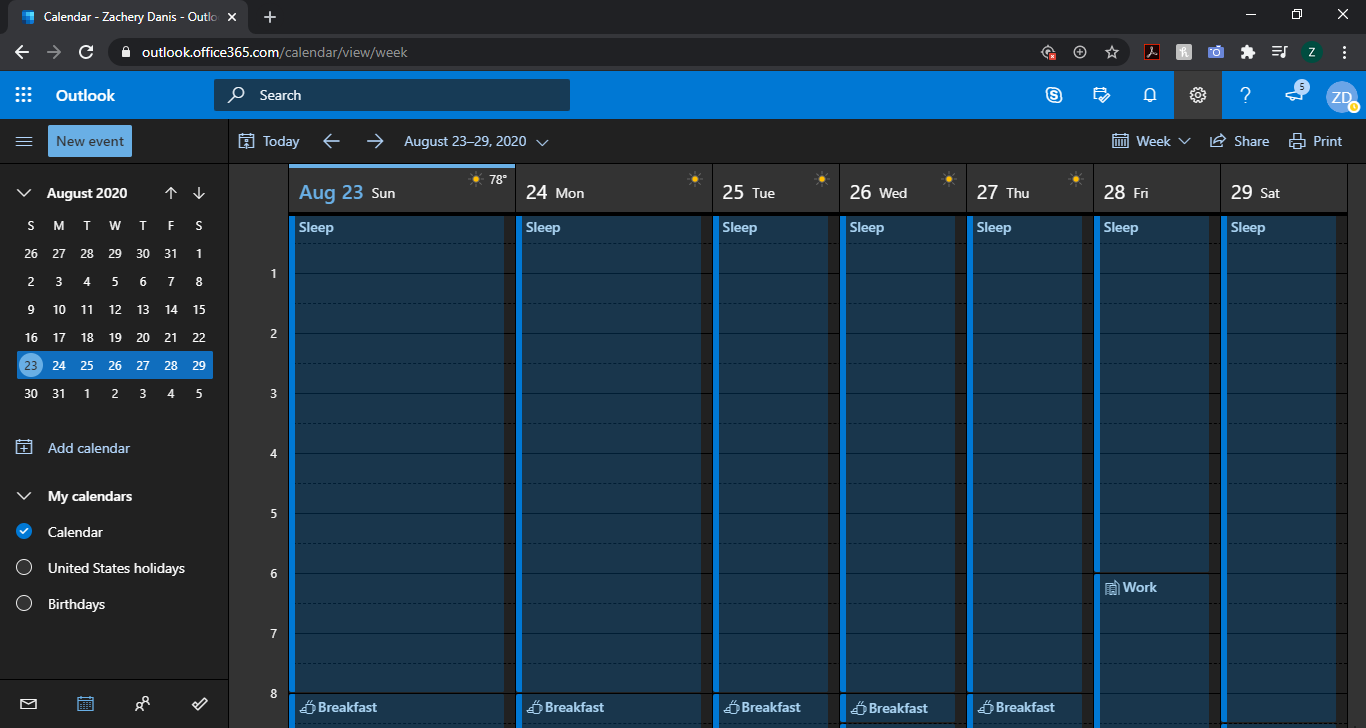 Calendar - Zachery Danis - Outlo
outlook.office365.com/calendar/view/week
Z
Outlook
Search
5
ZD
New event
Today
August 23–29, 2020
Week
Share
Print
August 2020
S M T W T F S
26 27 28 29 30 31 1
2 3 4 5 6 7 8
9 10 11 12 13 14 15
16 17 18 19 20 21 22
23 24 25 26 27 28 29
30 31 1 2 3 4 5
Add calendar
My calendars
Calendar
United States holidays
Birthdays
Aug 23 Sun 78° 24 Mon 25 Tue 26 Wed 27 Thu 28 Fri 29 Sat
Sleep Sleep Sleep Sleep Sleep Sleep Sleep
1
2
3
4
5
6
Work
7
8
Breakfast Breakfast Breakfast Breakfast Breakfast